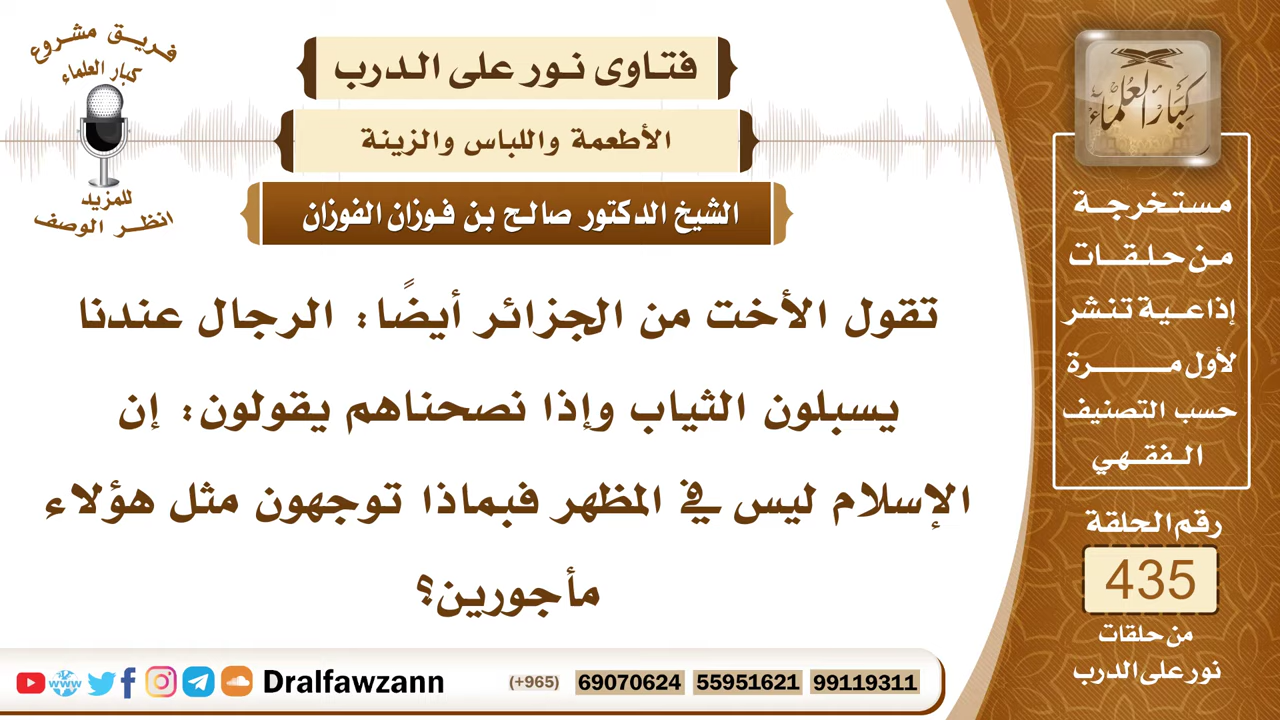 فريق مشروع
كبار العلماء
للمزيد
انظر الوصف
فتاوى نور على الدرب
الأطعمة واللباس والزينة
الشيخ الدكتور صالح بن فوزان الفوزان
تقول الأخت من الجزائر أيضًا: الرجال عندنا
يسبلون الثياب وإذا نصحناهم يقولون: إن
الإسلام ليس في المظهر فبماذا توجهون مثل هؤلاء
مأجورين؟
كبار العلماء
مستخرجة
من حلقات
إذاعية تنشر
لأول مرة
حسب التصنيف
الفقهي
رقم الحلقة
435
من حلقات
نور على الدرب
www Dralfawzann (+965) 69070624 55951621 99119311